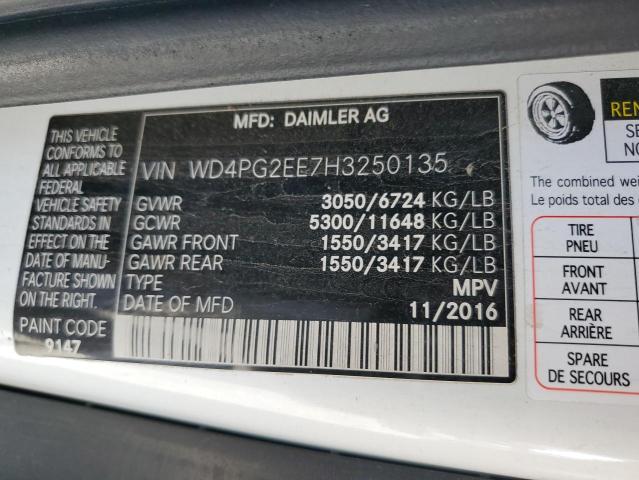 MFD: DAIMLER AG
THIS VEHICLE
CONFORMS TO
ALL APPLICABLE
FEDERAL
VEHICLE SAFETY
STANDARDS IN
EFFECT ON THE
DATE OF MANU-
FACTURE SHOWN
ON THE RIGHT.
PAINT CODE
9147
VIN WD4PG2EE7H3250135
GVWR 3050/6724 KG/LB
GCWR 5300/11648 KG/LB
GAWR FRONT 1550/3417 KG/LB
GAWR REAR 1550/3417 KG/LB
TYPE MPV
DATE OF MFD 11/2016
The combined wei
Le poids total des
TIRE
PNEU
FRONT
AVANT
REAR
ARRIÈRE
SPARE
DE SECOURS
REN
SE
NO